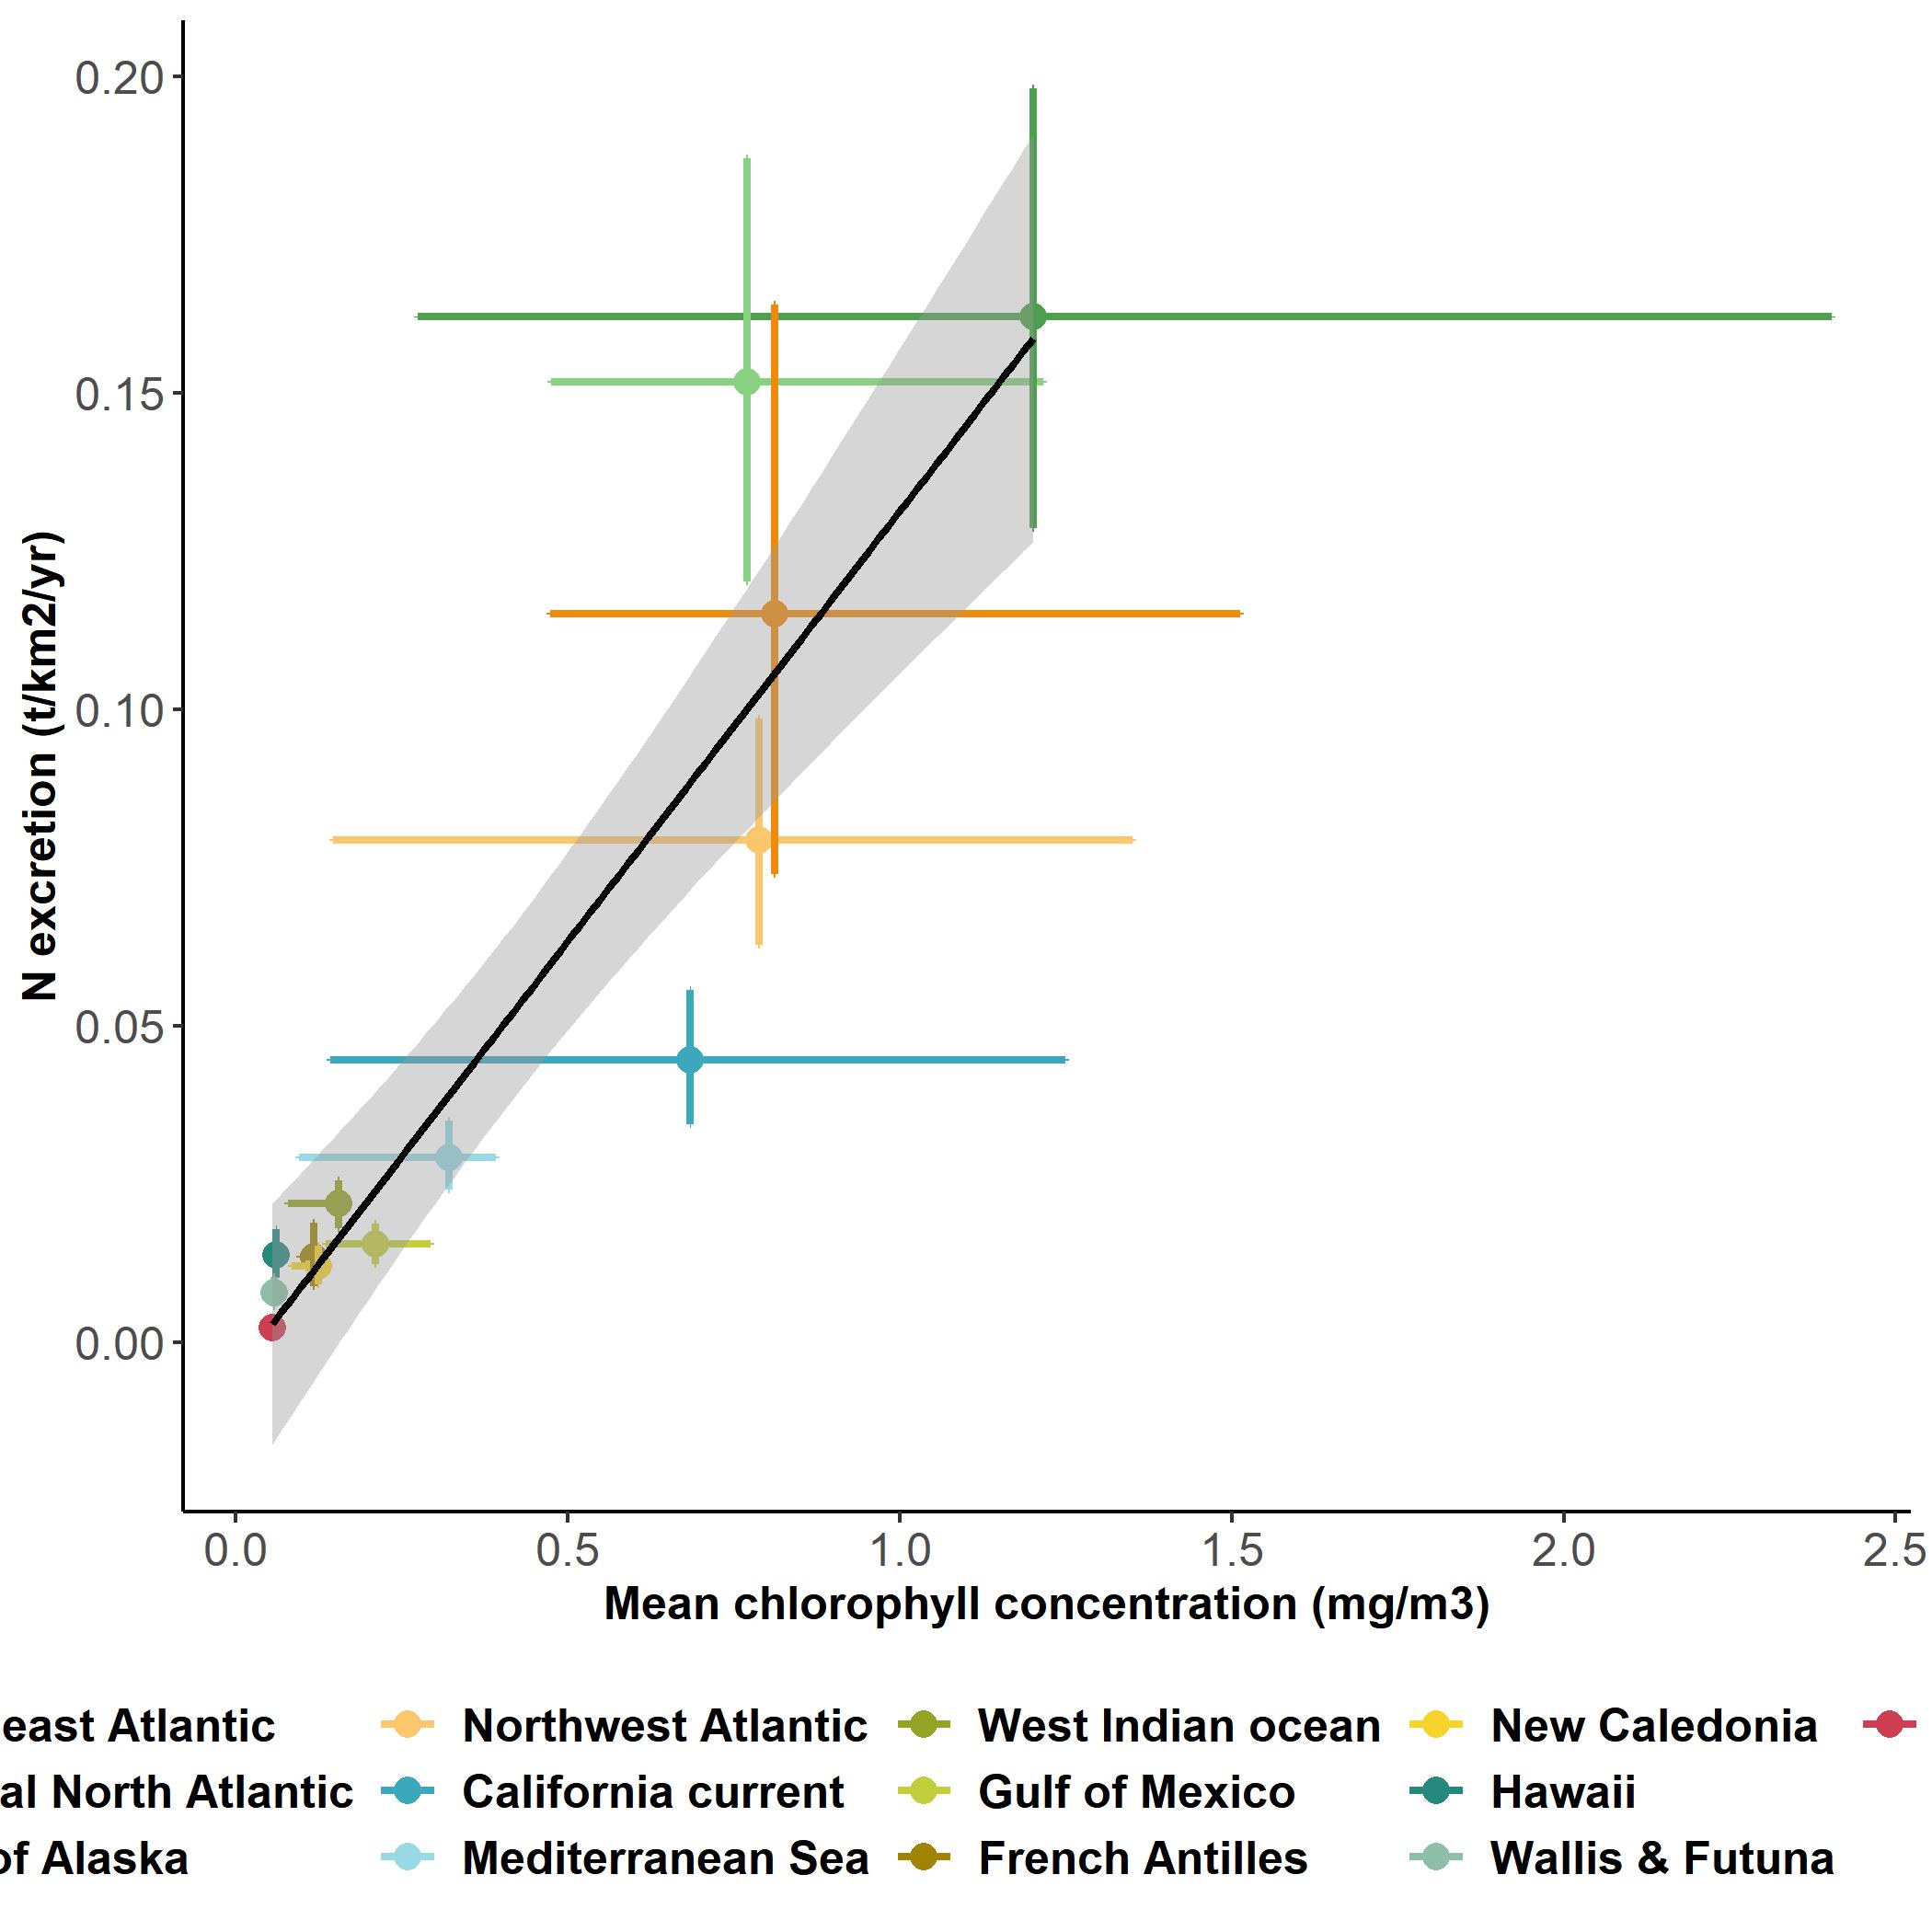 0.20
0.15
0.10
0.05
0.00
N excretion (t/km2/yr)
0.0 0.5 1.0 1.5 2.0 2.5
Mean chlorophyll concentration (mg/m3)
east Atlantic Northwest Atlantic West Indian ocean New Caledonia
al North Atlantic California current Gulf of Mexico Hawaii
of Alaska Mediterranean Sea French Antilles Wallis & Futuna